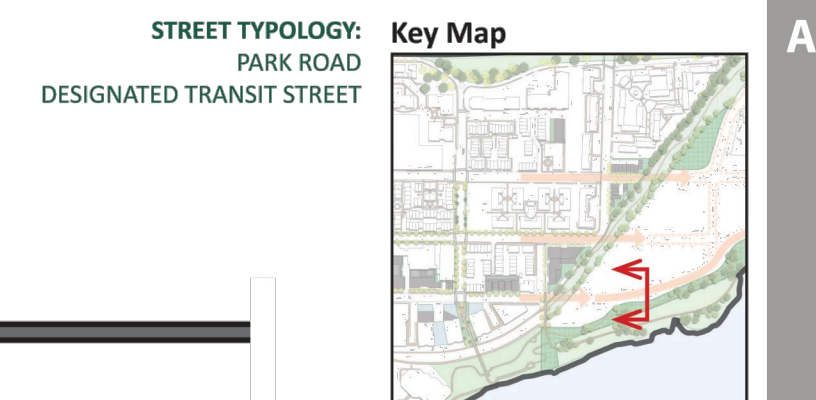 STREET TYPOLOGY:
PARK ROAD
DESIGNATED TRANSIT STREET
Key Map
A